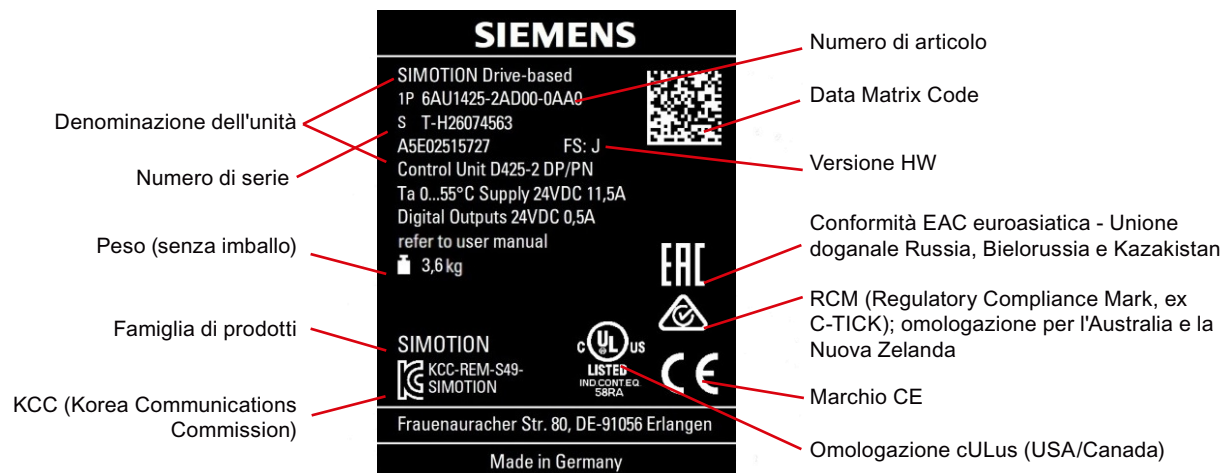 SIEMENS
SIMOTION Drive-based
1P 6AU1425-2AD00-0AA0
S T-H26074563
A5E02515727 FS: J
Control Unit D425-2 DP/PN
Ta 0...55°C Supply 24VDC 11,5A
Digital Outputs 24VDC 0,5A
refer to user manual
3,6 kg
EAC
SIMOTION
KCC-REM-S49-
SIMOTION
C UL US
LISTED
IND CONT EQ
58RA
CE
Frauenauracher Str. 80, DE-91056 Erlangen
Made in Germany
Denominazione dell'unità
Numero di serie
Peso (senza imballo)
Famiglia di prodotti
KCC (Korea Communications
Commission)
Numero di articolo
Data Matrix Code
Versione HW
Conformità EAC euroasiatica - Unione
doganale Russia, Bielorussia e Kazakistan
RCM (Regulatory Compliance Mark, ex
C-TICK); omologazione per l'Australia e la
Nuova Zelanda
Marchio CE
Omologazione cULus (USA/Canada)